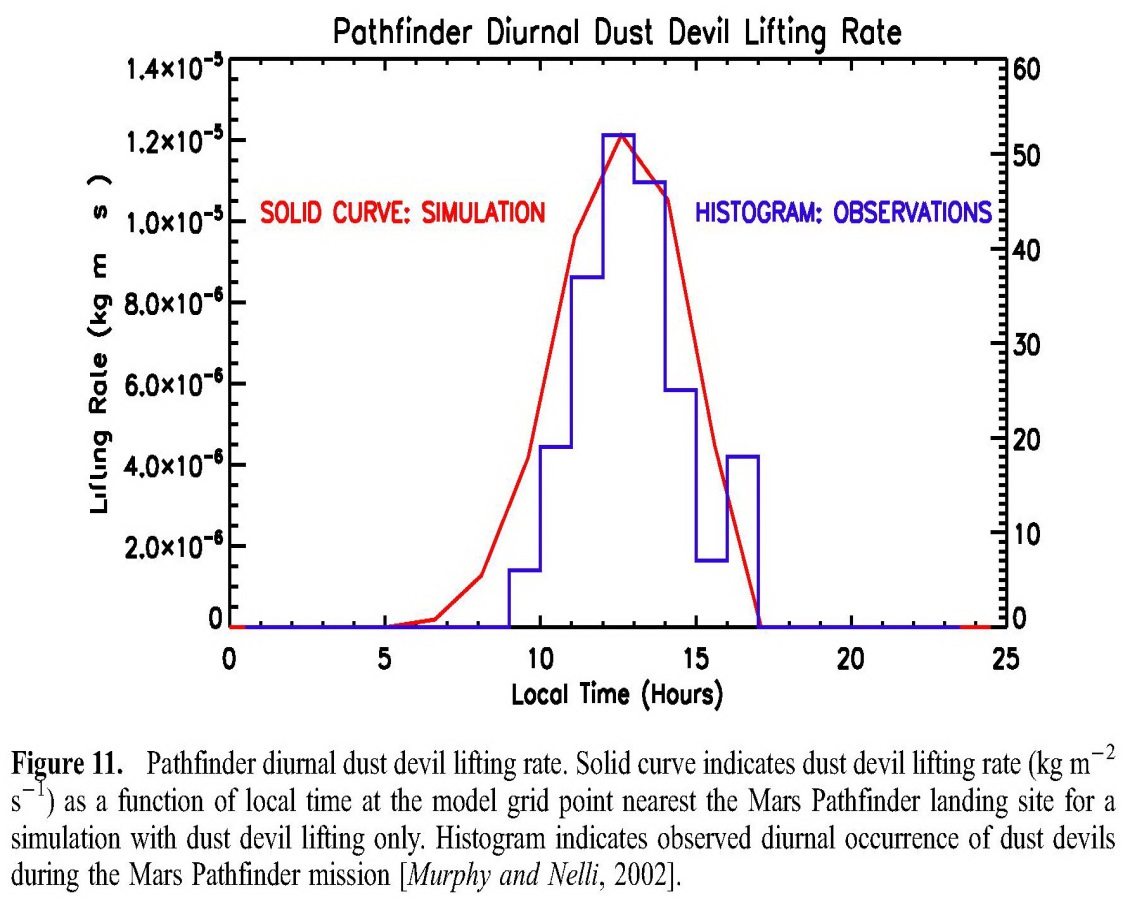 Pathfinder Diurnal Dust Devil Lifting Rate
1.4×10⁻⁵
1.2×10⁻⁵
1.0×10⁻⁵
8.0×10⁻⁶
6.0×10⁻⁶
4.0×10⁻⁶
2.0×10⁻⁶
0
Lifting Rate (kg m s )
SOLID CURVE: SIMULATION
HISTOGRAM: OBSERVATIONS
60
50
40
30
20
10
0
0 5 10 15 20 25
Local Time (Hours)
Figure 11. Pathfinder diurnal dust devil lifting rate. Solid curve indicates dust devil lifting rate (kg m⁻²
s⁻¹) as a function of local time at the model grid point nearest the Mars Pathfinder landing site for a
simulation with dust devil lifting only. Histogram indicates observed diurnal occurrence of dust devils
during the Mars Pathfinder mission [Murphy and Nelli, 2002].